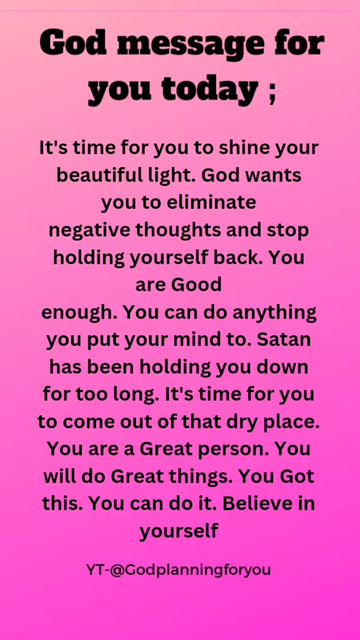 God message for
you today ;
It's time for you to shine your
beautiful light. God wants
you to eliminate
negative thoughts and stop
holding yourself back. You
are Good
enough. You can do anything
you put your mind to. Satan
has been holding you down
for too long. It's time for you
to come out of that dry place.
You are a Great person. You
will do Great things. You Got
this. You can do it. Believe in
yourself
YT-@Godplanningforyou